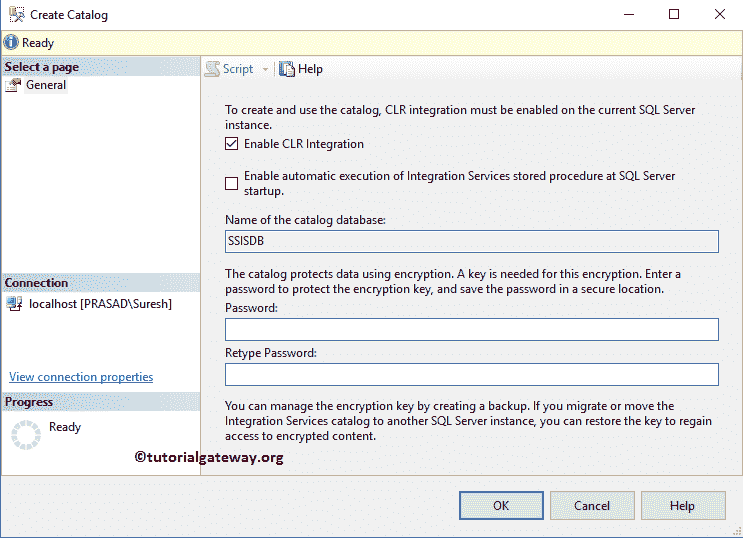 Create Catalog
Ready
Select a page
General
Script
Help
To create and use the catalog, CLR integration must be enabled on the current SQL Server
instance.
Enable CLR Integration
Enable automatic execution of Integration Services stored procedure at SQL Server
startup.
Name of the catalog database:
SSISDB
The catalog protects data using encryption. A key is needed for this encryption. Enter a
password to protect the encryption key, and save the password in a secure location.
Password:
Retype Password:
You can manage the encryption key by creating a backup. If you migrate or move the
Integration Services catalog to another SQL Server instance, you can restore the key to regain
access to encrypted content.
Connection
localhost [PRASAD\Suresh]
View connection properties
Progress
Ready
©tutorialgateway.org
OK
Cancel
Help